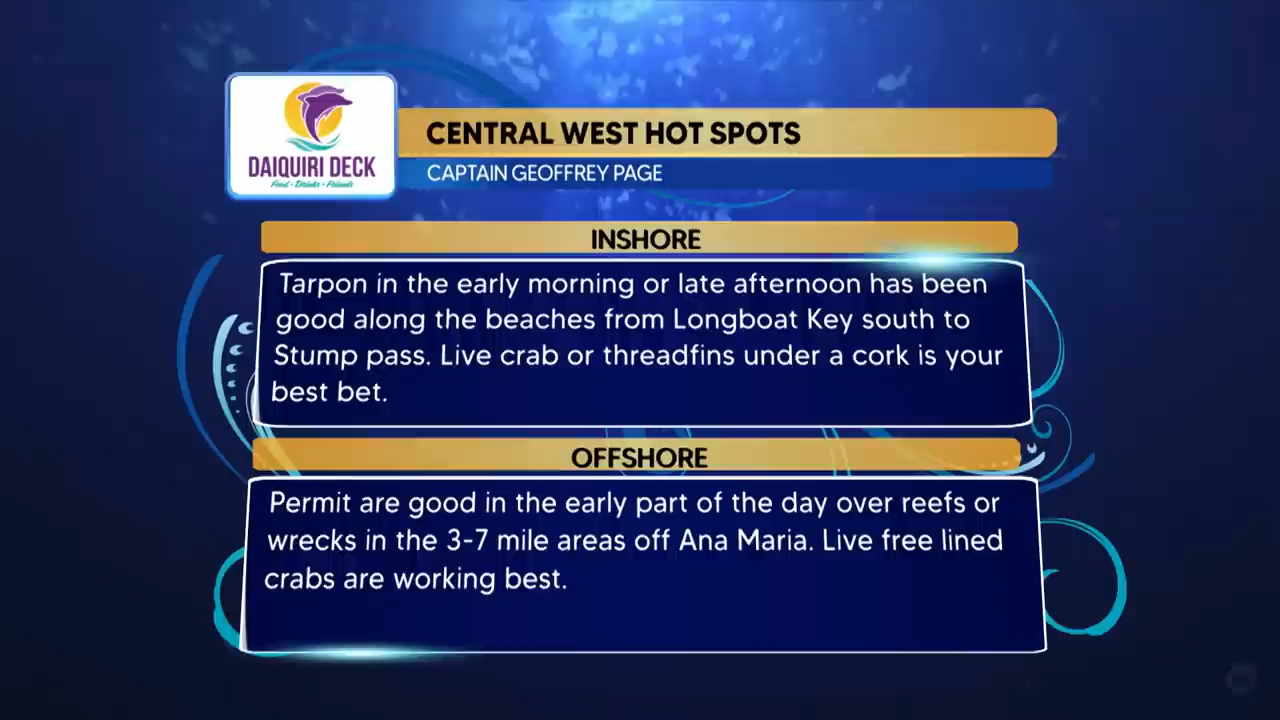 CENTRAL WEST HOT SPOTS
DAIQUIRI DECK
Food • Drinks • Friends
CAPTAIN GEOFFREY PAGE
INSHORE
Tarpon in the early morning or late afternoon has been
good along the beaches from Longboat Key south to
Stump pass. Live crab or threadfins under a cork is your
best bet.
OFFSHORE
Permit are good in the early part of the day over reefs or
wrecks in the 3-7 mile areas off Ana Maria. Live free lined
crabs are working best.